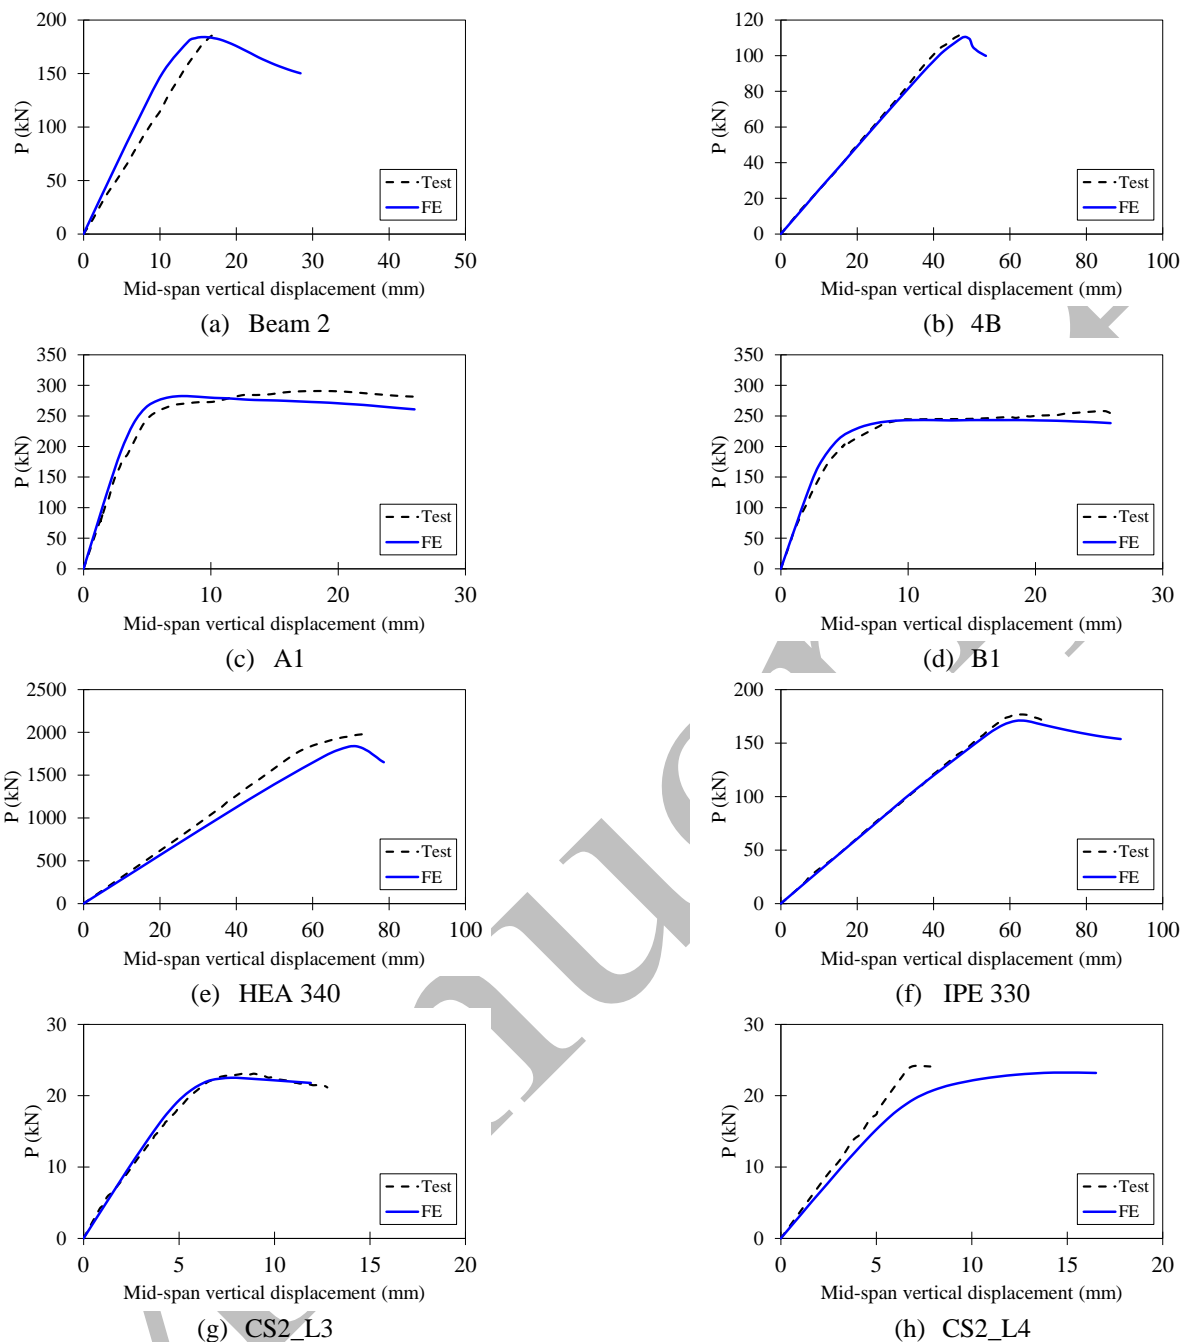 200
150
100
50
0
P (kN)
Test
FE
0 10 20 30 40 50
Mid-span vertical displacement (mm)
(a) Beam 2
120
100
80
60
40
20
0
P (kN)
Test
FE
0 20 40 60 80 100
Mid-span vertical displacement (mm)
(b) 4B
350
300
250
200
150
100
50
0
P (kN)
Test
FE
0 10 20 30
Mid-span vertical displacement (mm)
(c) A1
350
300
250
200
150
100
50
0
P (kN)
Test
FE
0 10 20 30
Mid-span vertical displacement (mm)
(d) B1
2500
2000
1500
1000
500
0
P (kN)
Test
FE
0 20 40 60 80 100
Mid-span vertical displacement (mm)
(e) HEA 340
200
150
100
50
0
P (kN)
Test
FE
0 20 40 60 80 100
Mid-span vertical displacement (mm)
(f) IPE 330
30
20
10
0
P (kN)
Test
FE
0 5 10 15 20
Mid-span vertical displacement (mm)
(g) CS2_L3
30
20
10
0
P (kN)
Test
FE
0 5 10 15 20
Mid-span vertical displacement (mm)
(h) CS2_L4